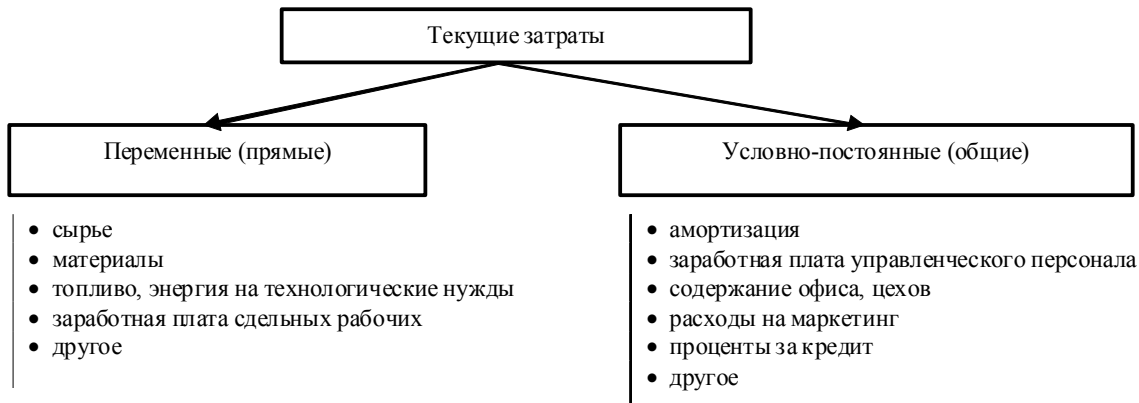 Текущие затраты
Переменные (прямые)
• сырье
• материалы
• топливо, энергия на технологические нужды
• заработная плата сдельных рабочих
• другое
Условно-постоянные (общие)
• амортизация
• заработная плата управленческого персонала
• содержание офиса, цехов
• расходы на маркетинг
• проценты за кредит
• другое